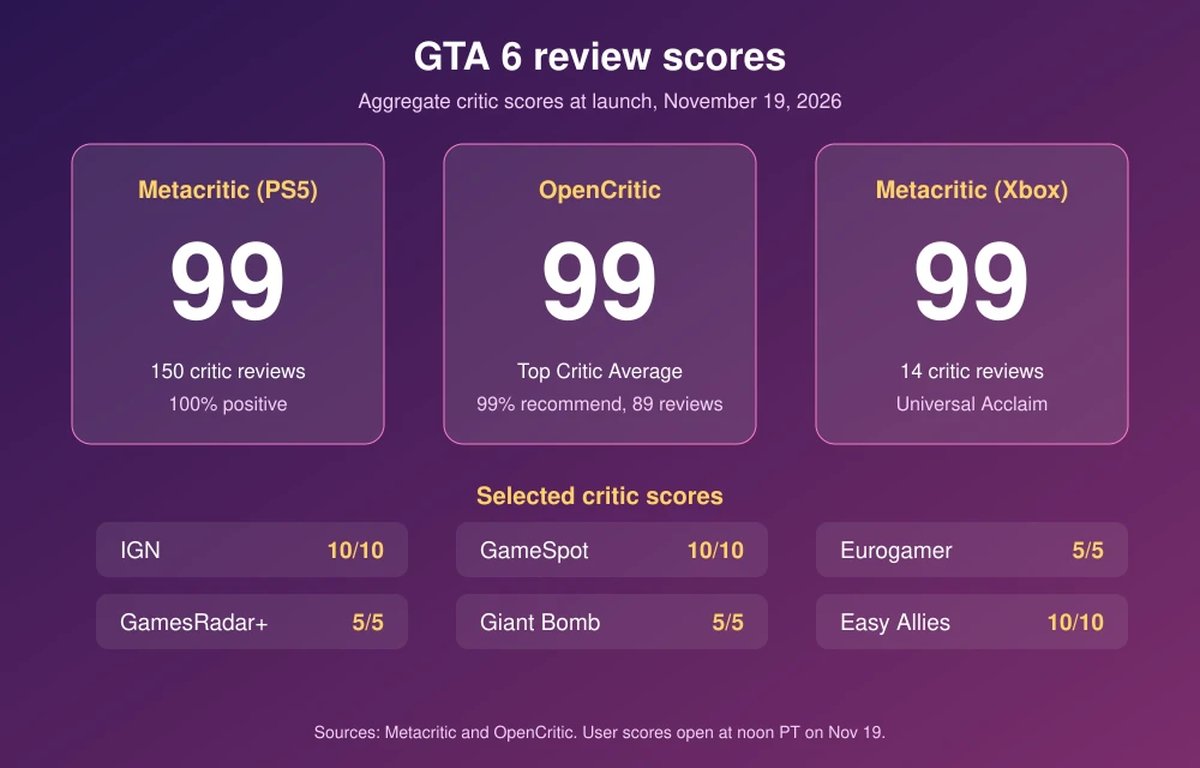 GTA 6 review scores
Aggregate critic scores at launch, November 19, 2026
Metacritic (PS5)
99
150 critic reviews
100% positive
OpenCritic
99
Top Critic Average
99% recommend, 89 reviews
Metacritic (Xbox)
99
14 critic reviews
Universal Acclaim
Selected critic scores
IGN 10/10
GameSpot 10/10
Eurogamer 5/5
GamesRadar+ 5/5
Giant Bomb 5/5
Easy Allies 10/10
Sources: Metacritic and OpenCritic. User scores open at noon PT on Nov 19.